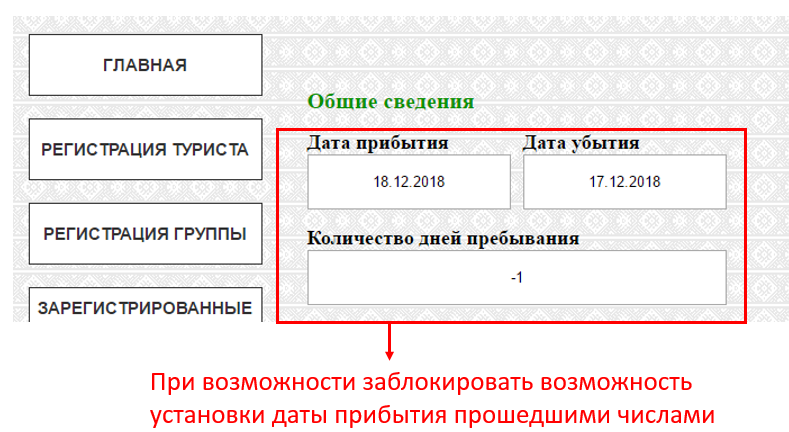 ГЛАВНАЯ
РЕГИСТРАЦИЯ ТУРИСТА
РЕГИСТРАЦИЯ ГРУППЫ
ЗАРЕГИСТРИРОВАННЫЕ
Общие сведения
Дата прибытия Дата убытия
18.12.2018 17.12.2018
Количество дней пребывания
-1
При возможности заблокировать возможность
установки даты прибытия прошедшими числами